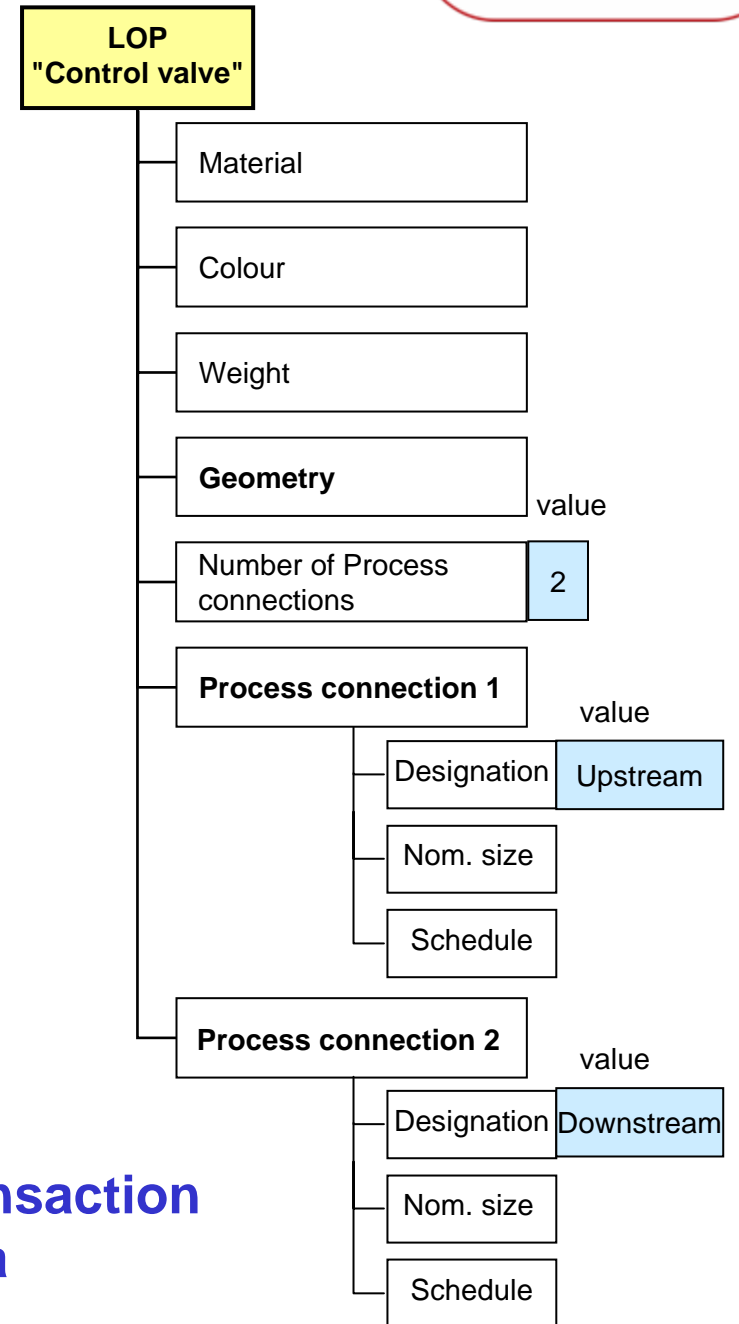 LOP
"Control valve"
Material
Colour
Weight
Geometry
value
Number of Process
connections
2
Process connection 1
value
Designation
Upstream
Nom. size
Schedule
Process connection 2
value
Designation
Downstream
Nom. size
Schedule